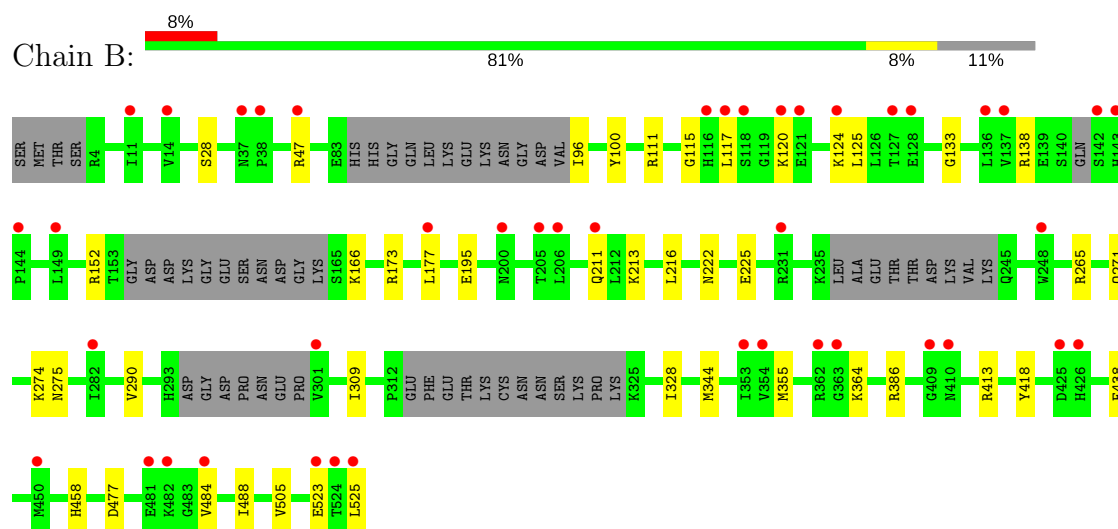 8%
Chain B:
81% 8% 11%
SER MET THR SER R4 I11 V14 S28 N37 P38 R47 E83 HIS HIS GLY GLN LEU LYS GLU LYS ASN GLY ASP VAL I96 Y100 R111 G115 H116 L117 S118 G119 K120 E121 K124 L125 L126 T127 E128 G133 L136 V137 R138 E139 S140 GLN S142 H143
P144 L149 R152 T153 GLY ASP ASP LYS GLY GLU SER ASN ASP GLY LYS S165 K166 R173 L177 E195 N200 T205 L206 Q211 L212 K213 L216 N222 E225 R231 K235 LEU ALA GLU THR THR ASP LYS VAL LYS Q245 W248 R265
K274 N275 I282 V290 H293 ASP GLY ASP PRO ASN GLU PRO V301 I309 P312 GLU PHE GLU THR LYS CYS ASN ASN SER LYS PRO LYS K325 I328 M344 I353 V354 M355 R362 G363 K364 R386 G409 N410 R413 Y418 D425 H426
M450 H458 D477 E481 K482 G483 V484 I488 V505 E523 T524 L525